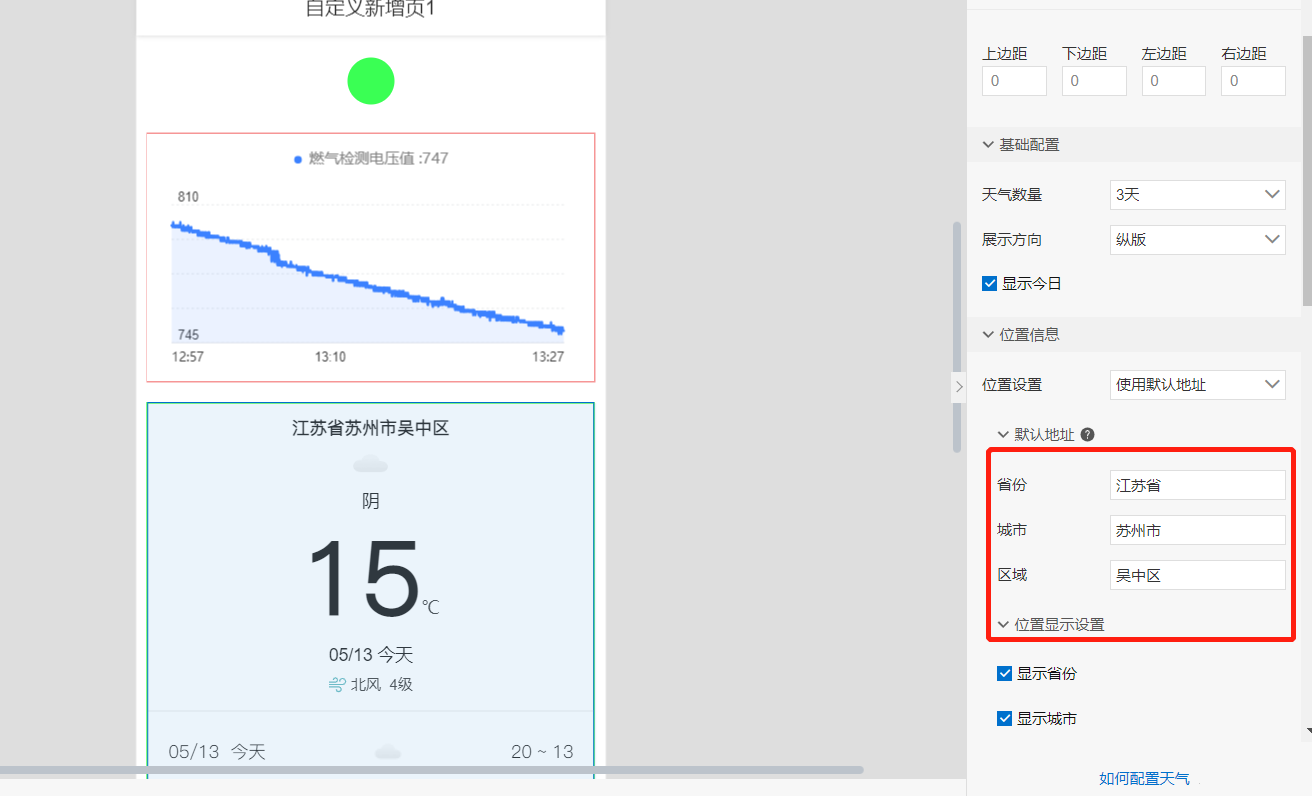 自定义新增页1
燃气检测电压值 :747
810
745
12:57 13:10 13:27
江苏省苏州市吴中区
阴
15℃
05/13 今天
北风 4级
05/13 今天 20 ~ 13
上边距 下边距 左边距 右边距
0 0 0 0
基础配置
天气数量 3天
展示方向 纵版
显示今日
位置信息
位置设置 使用默认地址
默认地址 ?
省份 江苏省
城市 苏州市
区域 吴中区
位置显示设置
显示省份
显示城市
如何配置天气